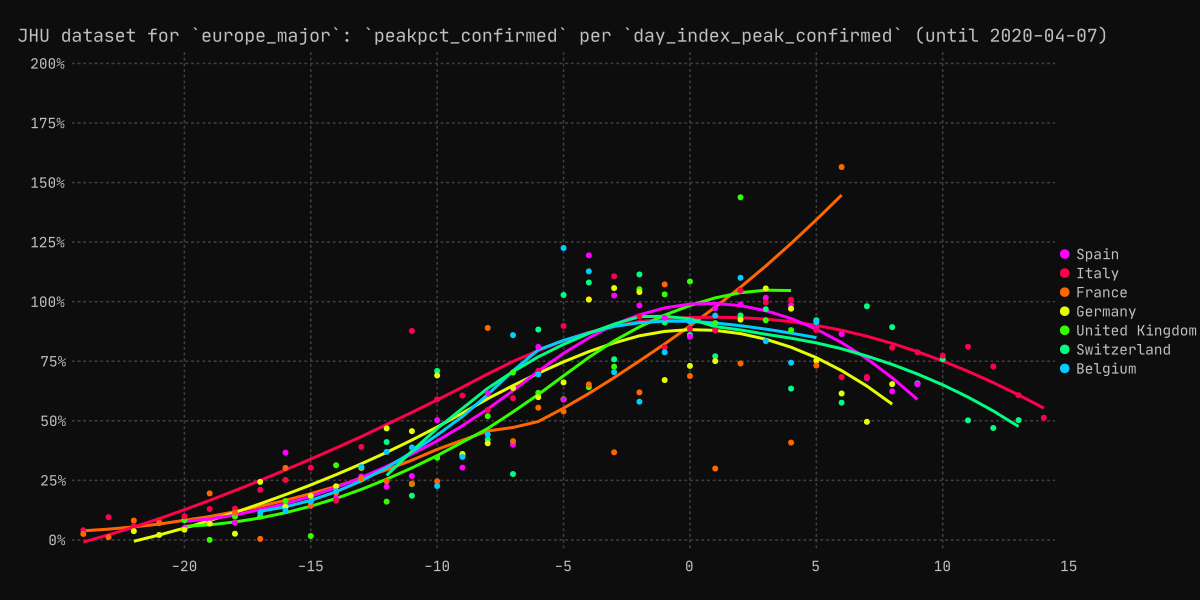 JHU dataset for `europe_major`: `peakpct_confirmed` per `day_index_peak_confirmed` (until 2020-04-07)
200%
175%
150%
125%
100%
75%
50%
25%
0%
-20 -15 -10 -5 0 5 10 15
Spain
Italy
France
Germany
United Kingdom
Switzerland
Belgium